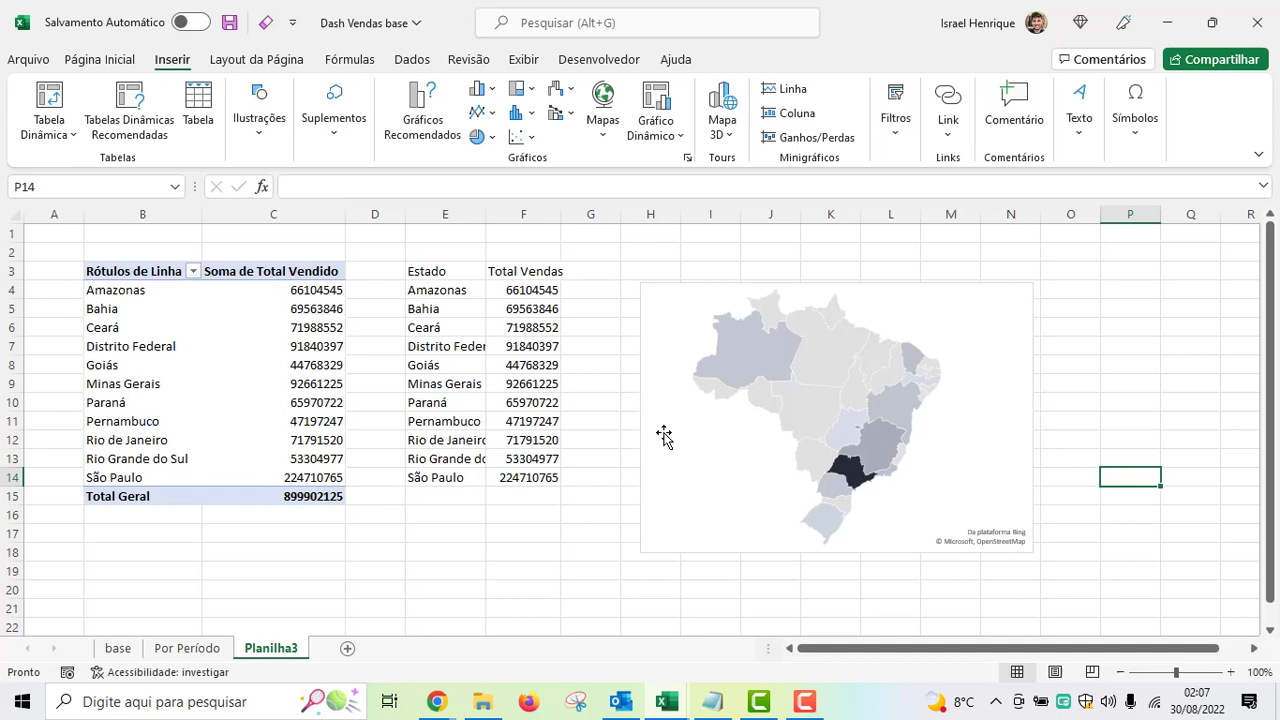 Salvamento Automático
Dash Vendas base
Pesquisar (Alt+G)
Israel Henrique
Arquivo
Página Inicial
Inserir
Layout da Página
Fórmulas
Dados
Revisão
Exibir
Desenvolvedor
Ajuda
Comentários
Compartilhar
Tabela Dinâmica
Tabelas Dinâmicas Recomendadas
Tabela
Ilustrações
Suplementos
Gráficos Recomendados
Mapas
Gráfico Dinâmico
Mapa 3D
Linha
Coluna
Ganhos/Perdas
Filtros
Link
Comentário
Texto
Símbolos
Tabelas
Gráficos
Tours
Minigráficos
Links
Comentários
P14
fx
A B C D E F G H I J K L M N O P Q R
1
2
3 Rótulos de Linha Soma de Total Vendido Estado Total Vendas
4 Amazonas 66104545 Amazonas 66104545
5 Bahia 69563846 Bahia 69563846
6 Ceará 71988552 Ceará 71988552
7 Distrito Federal 91840397 Distrito Feder 91840397
8 Goiás 44768329 Goiás 44768329
9 Minas Gerais 92661225 Minas Gerais 92661225
10 Paraná 65970722 Paraná 65970722
11 Pernambuco 47197247 Pernambuco 47197247
12 Rio de Janeiro 71791520 Rio de Janeiro 71791520
13 Rio Grande do Sul 53304977 Rio Grande do 53304977
14 São Paulo 224710765 São Paulo 224710765
15 Total Geral 899902125
16
17
18
19
20
21
22
Da plataforma Bing
© Microsoft, OpenStreetMap
base
Por Período
Planilha3
Pronto
Acessibilidade: investigar
100%
Digite aqui para pesquisar
8°C
02:07
30/08/2022